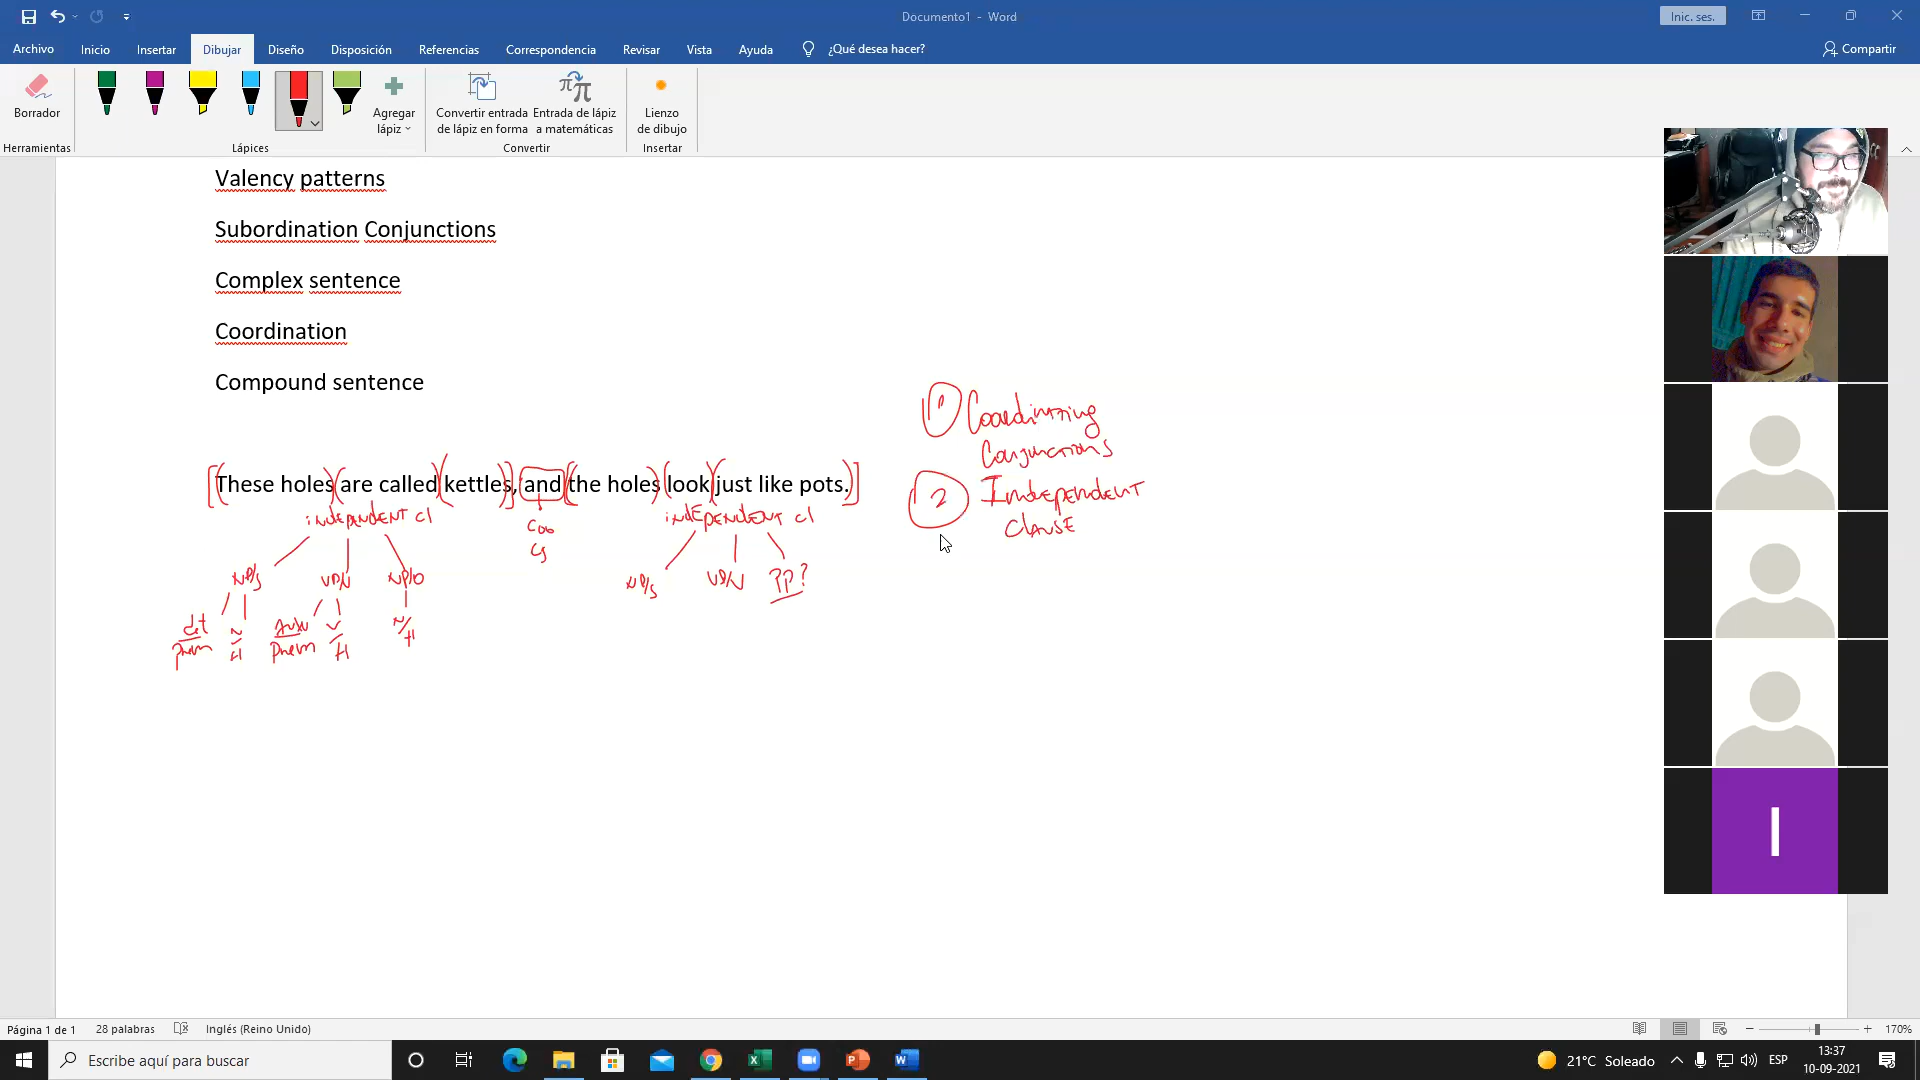 Documento1 - Word
Inic. ses.
Archivo Inicio Insertar Dibujar Diseño Disposición Referencias Correspondencia Revisar Vista Ayuda ¿Qué desea hacer? Compartir
Borrador
Agregar lápiz
Convertir entrada de lápiz en forma
Entrada de lápiz a matemáticas
Lienzo de dibujo
Herramientas Lápices Convertir Insertar
Valency patterns
Subordination Conjunctions
Complex sentence
Coordination
Compound sentence
1 Coordinating
Conjunctions
[(These holes)(are called)(kettles)], and [(the holes)(look)(just like pots.)]
2 Independent
Clause
independent cl
independent cl
Coo
Cj
NP/s VP/V NP/O
NP/s VP/V PP?
det N Aux V N/H
prem H prem H
I
Página 1 de 1 28 palabras Inglés (Reino Unido) 170%
Escribe aquí para buscar
21°C Soleado
ESP
13:37
10-09-2021